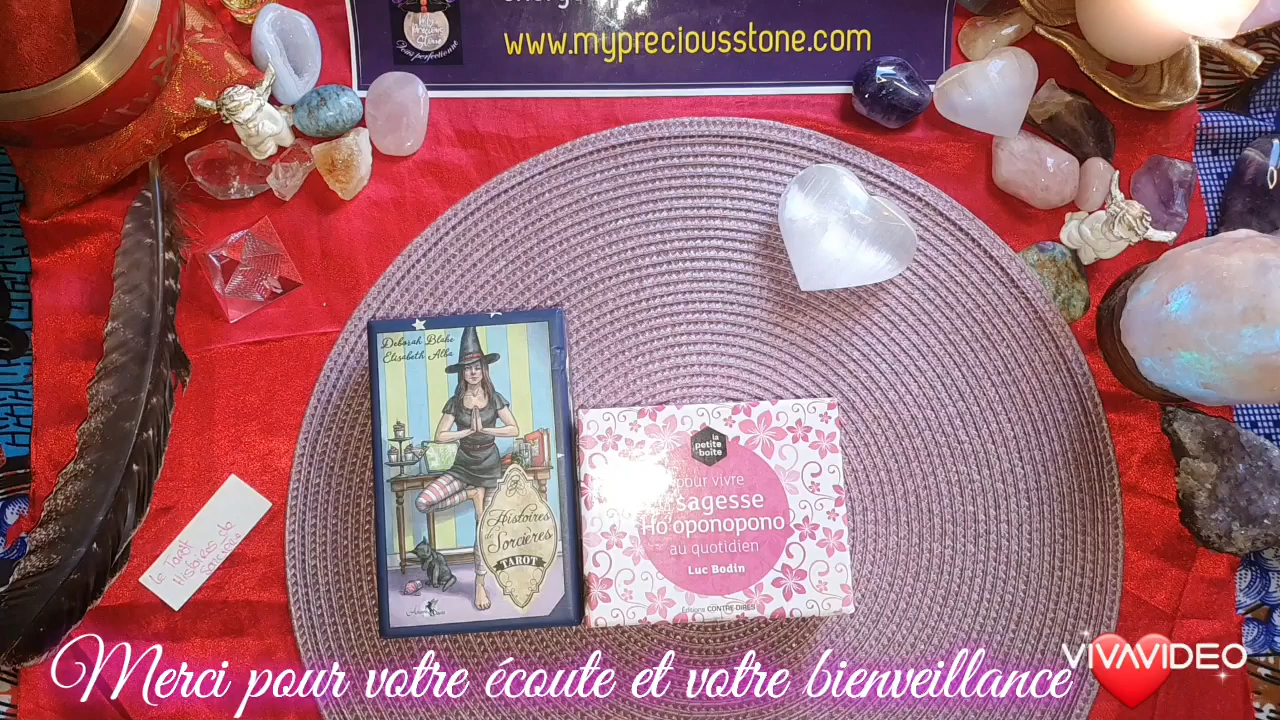 www.mypreciousstone.com
Deborah Blake
Elisabeth Alba
Histoires
de
Sorcières
TAROT
la
petite
boite
pour vivre
sagesse
Ho'oponopono
au quotidien
Luc Bodin
Éditions CONTRE-DIRES
Le Tarot
Histoires de
sorcières
Merci pour votre écoute et votre bienveillance
VIVAVIDEO